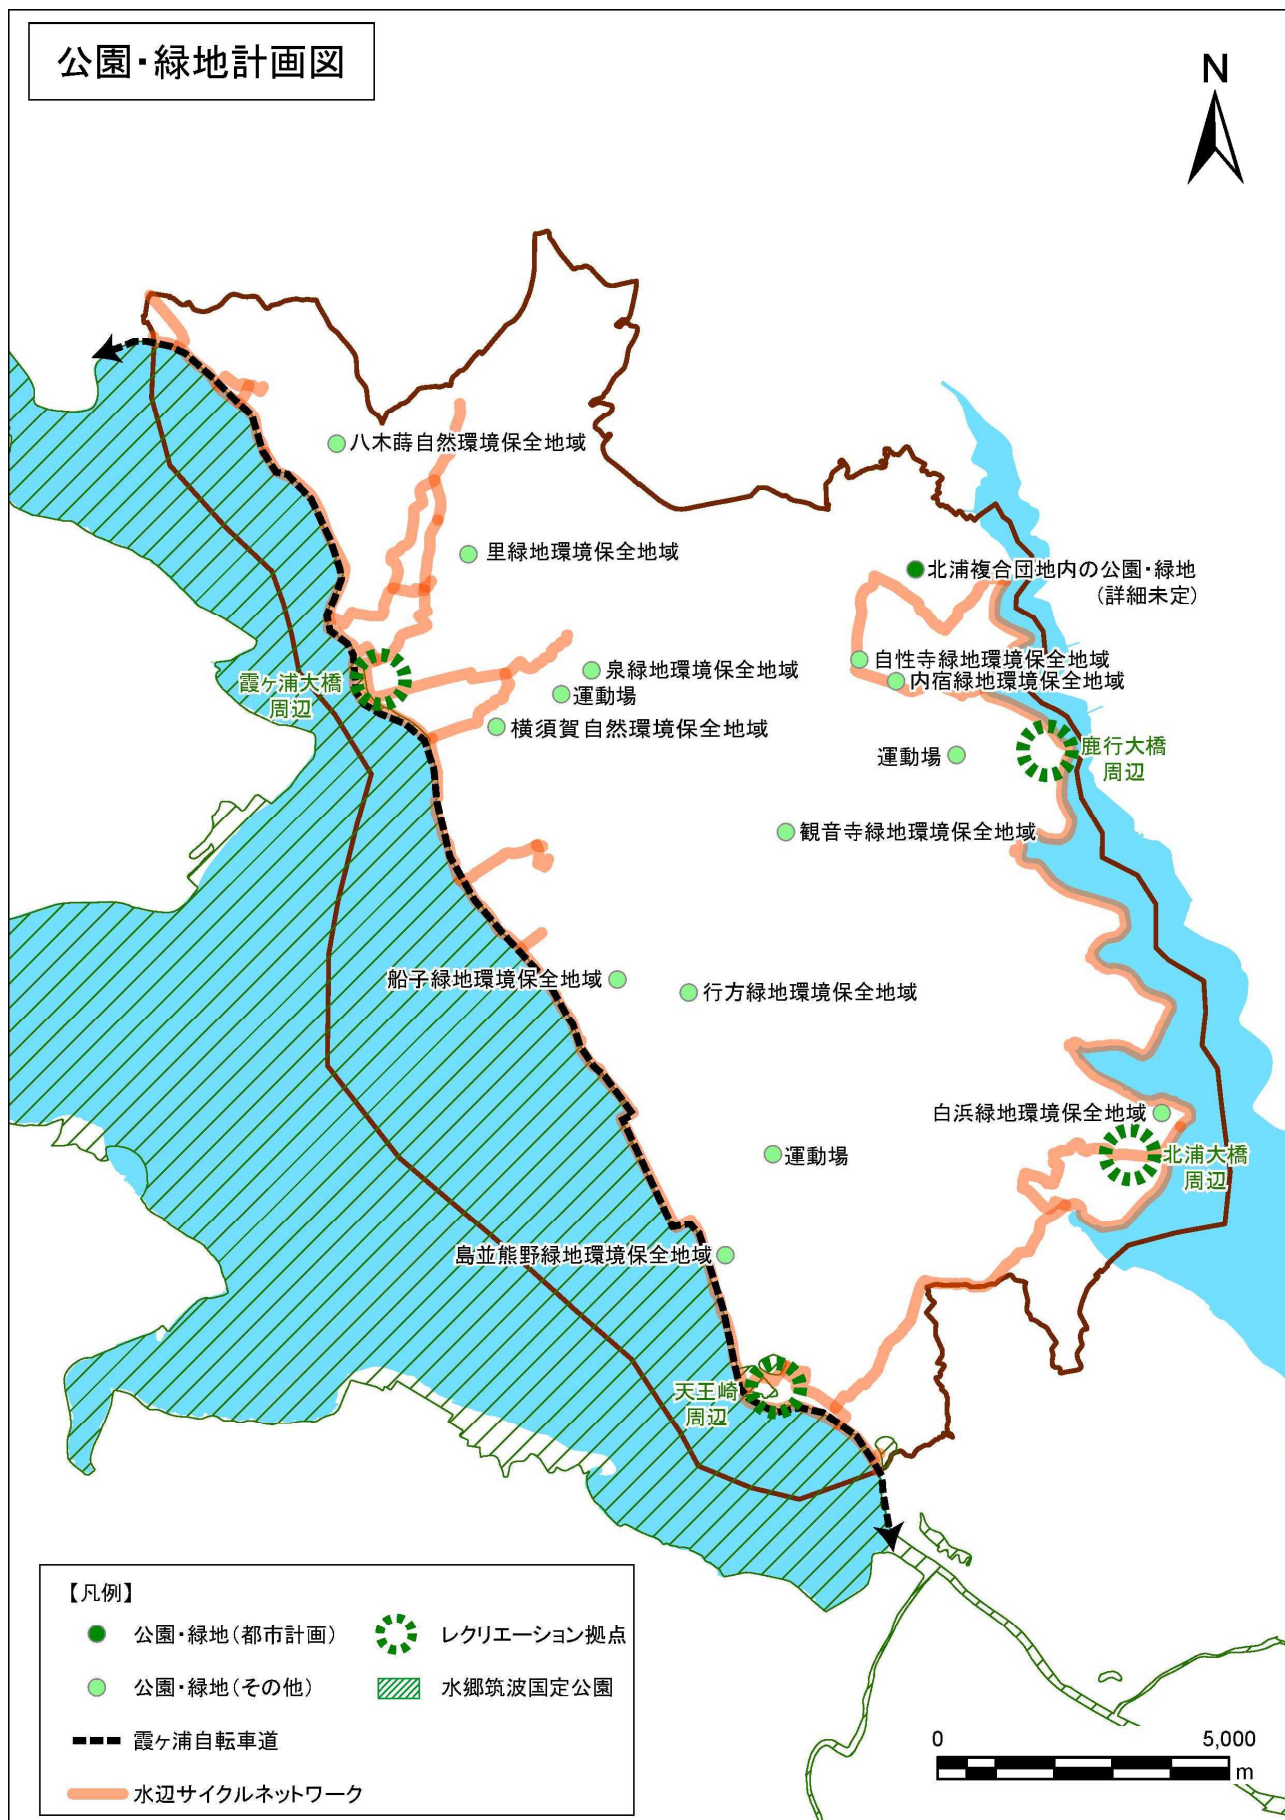 公園・緑地計画図
N
八木蒔自然環境保全地域
里緑地環境保全地域
北浦複合団地内の公園・緑地
(詳細未定)
自性寺緑地環境保全地域
泉緑地環境保全地域
内宿緑地環境保全地域
霞ヶ浦大橋
周辺
運動場
横須賀自然環境保全地域
鹿行大橋
周辺
運動場
観音寺緑地環境保全地域
船子緑地環境保全地域
行方緑地環境保全地域
白浜緑地環境保全地域
運動場
北浦大橋
周辺
島並熊野緑地環境保全地域
天王崎
周辺
【凡例】
公園・緑地(都市計画)
レクリエーション拠点
公園・緑地(その他)
水郷筑波国定公園
霞ヶ浦自転車道
水辺サイクルネットワーク
0 5,000
m